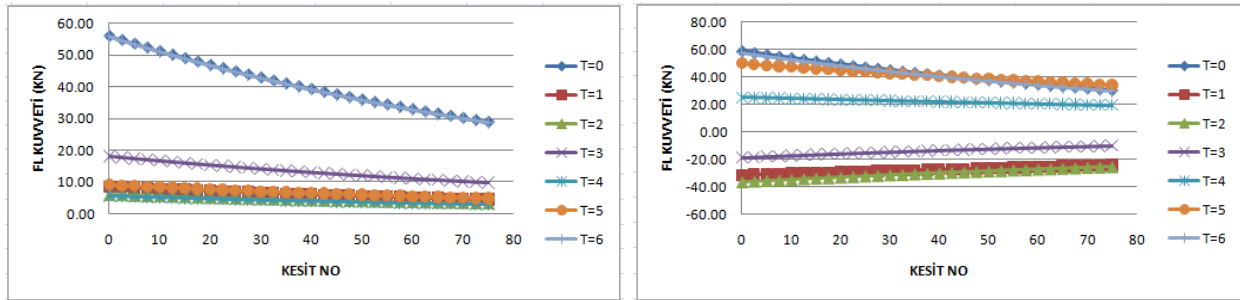 60.00
50.00
40.00
30.00
20.00
10.00
0.00
FL KUVVETİ (KN)
0 10 20 30 40 50 60 70 80
KESİT NO
T=0
T=1
T=2
T=3
T=4
T=5
T=6
80.00
60.00
40.00
20.00
0.00
-20.00
-40.00
-60.00
FL KUVVETİ (KN)
0 10 20 30 40 50 60 70 80
KESİT NO
T=0
T=1
T=2
T=3
T=4
T=5
T=6